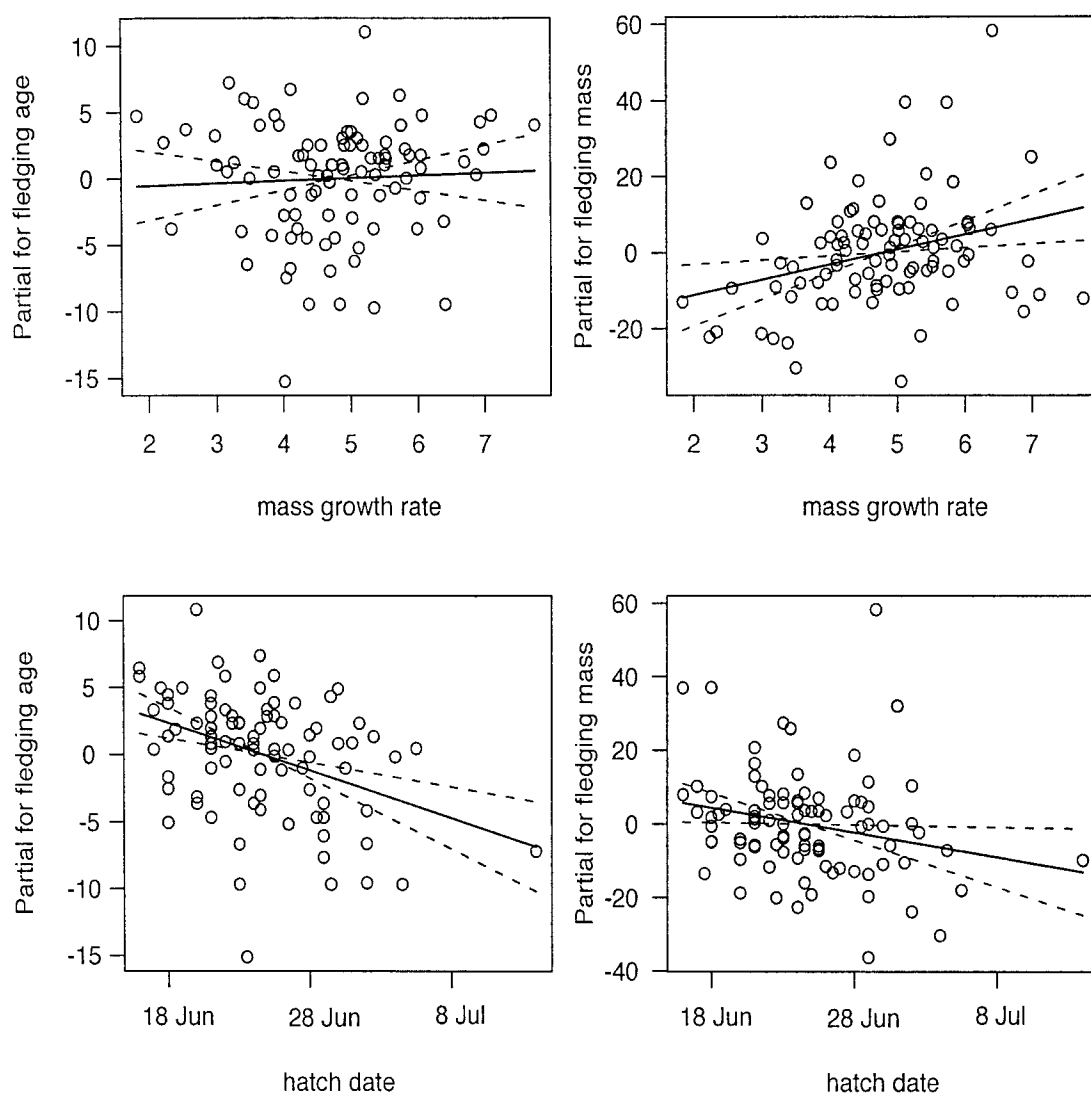 Partial for fledging age
10
5
0
-5
-10
-15
2 3 4 5 6 7
mass growth rate
Partial for fledging mass
60
40
20
0
-20
2 3 4 5 6 7
mass growth rate
Partial for fledging age
10
5
0
-5
-10
-15
18 Jun 28 Jun 8 Jul
hatch date
Partial for fledging mass
60
40
20
0
-20
-40
18 Jun 28 Jun 8 Jul
hatch date